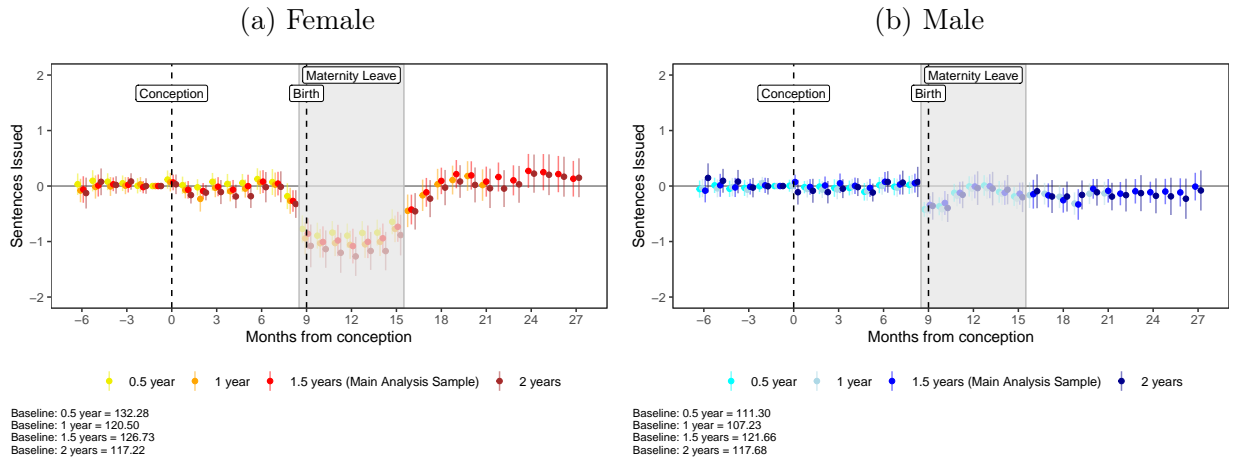 (a) Female
Sentences Issued
2
1
0
−1
−2
Maternity Leave
Conception
Birth
−6 −3 0 3 6 9 12 15 18 21 24 27
Months from conception
0.5 year 1 year 1.5 years (Main Analysis Sample) 2 years
Baseline: 0.5 year = 132.28
Baseline: 1 year = 120.50
Baseline: 1.5 years = 126.73
Baseline: 2 years = 117.22
(b) Male
Sentences Issued
2
1
0
−1
−2
Maternity Leave
Conception
Birth
−6 −3 0 3 6 9 12 15 18 21 24 27
Months from conception
0.5 year 1 year 1.5 years (Main Analysis Sample) 2 years
Baseline: 0.5 year = 111.30
Baseline: 1 year = 107.23
Baseline: 1.5 years = 121.66
Baseline: 2 years = 117.68